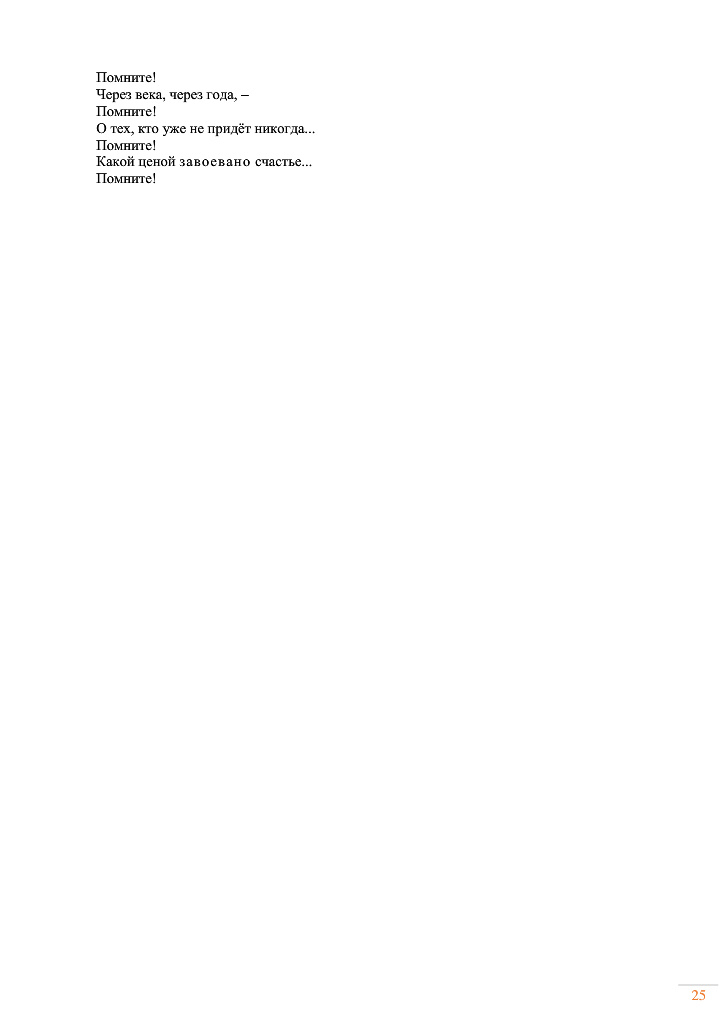 Помните!
Через века, через года, –
Помните!
О тех, кто уже не придёт никогда...
Помните!
Какой ценой завоевано счастье...
Помните!
25